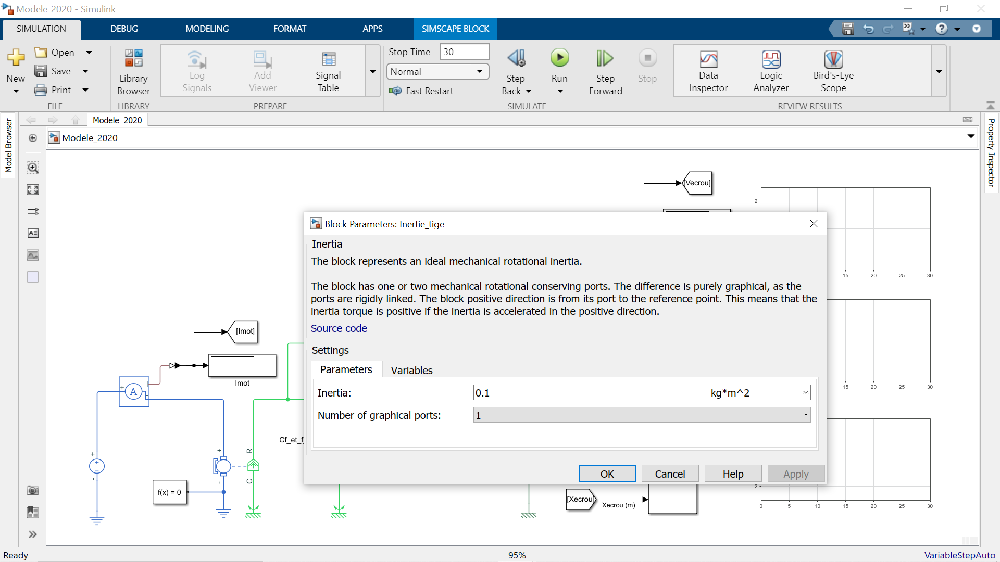 Modele_2020 - Simulink
SIMULATION
DEBUG
MODELING
FORMAT
APPS
SIMSCAPE BLOCK
New
Open
Save
Print
FILE
Library
Browser
LIBRARY
Log
Signals
Add
Viewer
Signal
Table
PREPARE
Stop Time
30
Normal
Fast Restart
Step
Back
Run
Step
Forward
Stop
SIMULATE
Data
Inspector
Logic
Analyzer
Bird's-Eye
Scope
REVIEW RESULTS
Model Browser
Modele_2020
Modele_2020
Property Inspector
[Vecrou]
2
15 20 25 30
15 20 25 30
-2
0 5 10 15 20 25 30
Block Parameters: Inertie_tige
Inertia
The block represents an ideal mechanical rotational inertia.
The block has one or two mechanical rotational conserving ports. The difference is purely graphical, as the
ports are rigidly linked. The block positive direction is from its port to the reference point. This means that the
inertia torque is positive if the inertia is accelerated in the positive direction.
Source code
Settings
Parameters
Variables
Inertia:
0.1
kg*m^2
Number of graphical ports:
1
OK
Cancel
Help
Apply
[Imot]
Imot
+ A I -
Cf_et_f
+ -
+ -
R
C
f(x) = 0
[Xecrou]
Xecrou (m)
Ready
95%
VariableStepAuto